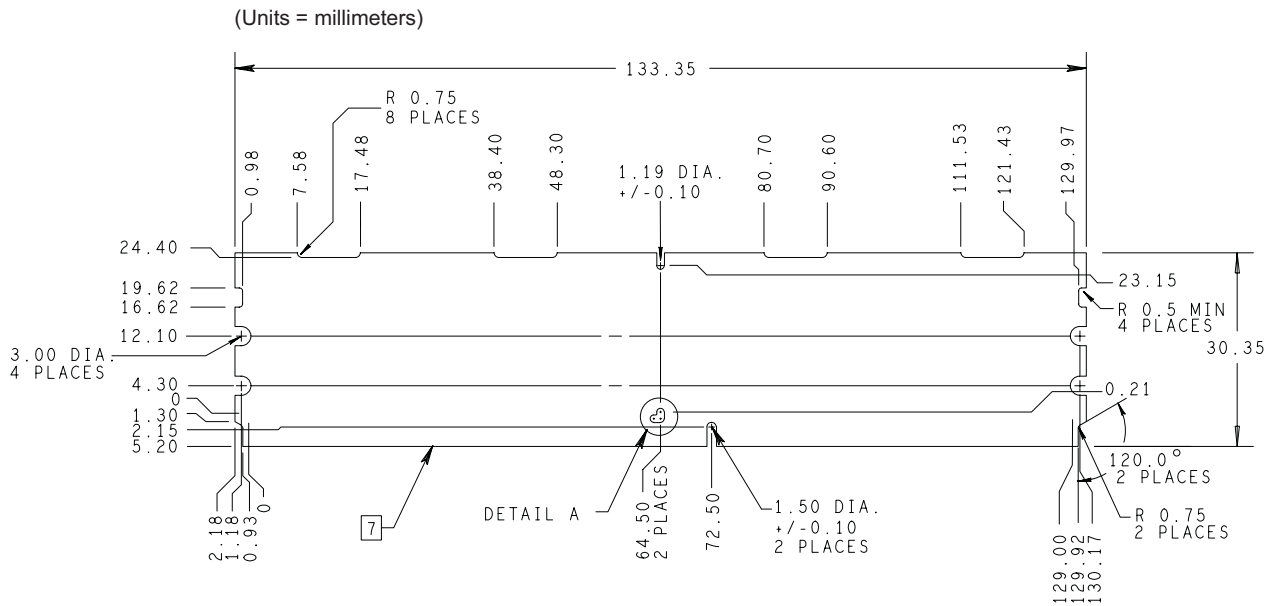 (Units = millimeters)
133.35
R 0.75
8 PLACES
0.98
7.58
17.48
38.40
48.30
1.19 DIA.
+/-0.10
80.70
90.60
111.53
121.43
129.97
24.40
23.15
19.62
16.62
R 0.5 MIN
4 PLACES
12.10
30.35
3.00 DIA.
4 PLACES
4.30
0.21
0
1.30
2.15
5.20
120.0°
2 PLACES
DETAIL A
7
2.18
1.18
0.93
0
64.50
2 PLACES
72.50
1.50 DIA.
+/-0.10
2 PLACES
R 0.75
2 PLACES
129.00
129.92
130.17